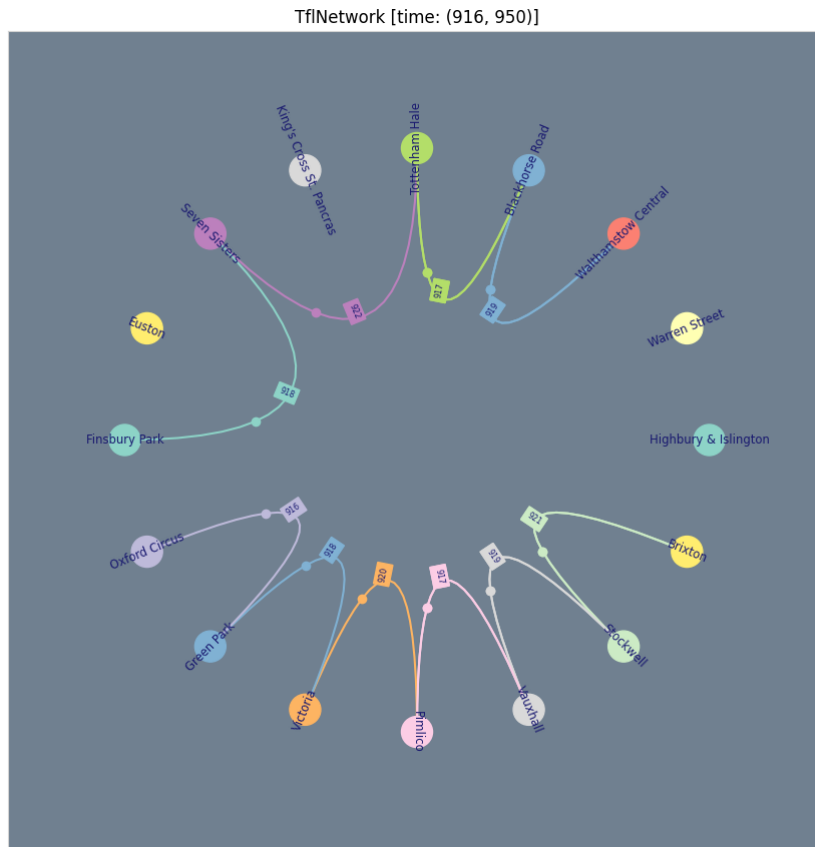 TflNetwork [time: (916, 950)]
Tottenham Hale
King's Cross St. Pancras
Blackhorse Road
Seven Sisters
Walthamstow Central
917
919
922
Euston
Warren Street
918
Finsbury Park
Highbury & Islington
916
921
Oxford Circus
918
919
Brixton
920
917
Green Park
Stockwell
Victoria
Vauxhall
Pimlico